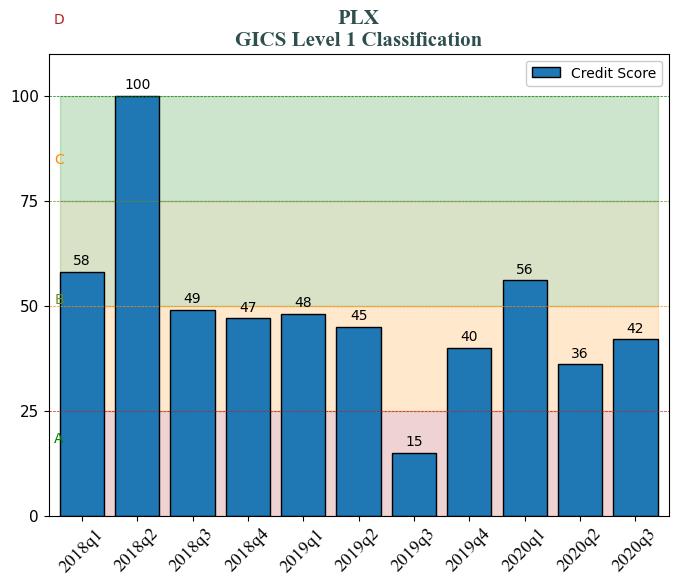 D
PLX
GICS Level 1 Classification
Credit Score
100
75
50
25
0
C
B
A
58
100
49
47
48
45
15
40
56
36
42
2018q1
2018q2
2018q3
2018q4
2019q1
2019q2
2019q3
2019q4
2020q1
2020q2
2020q3